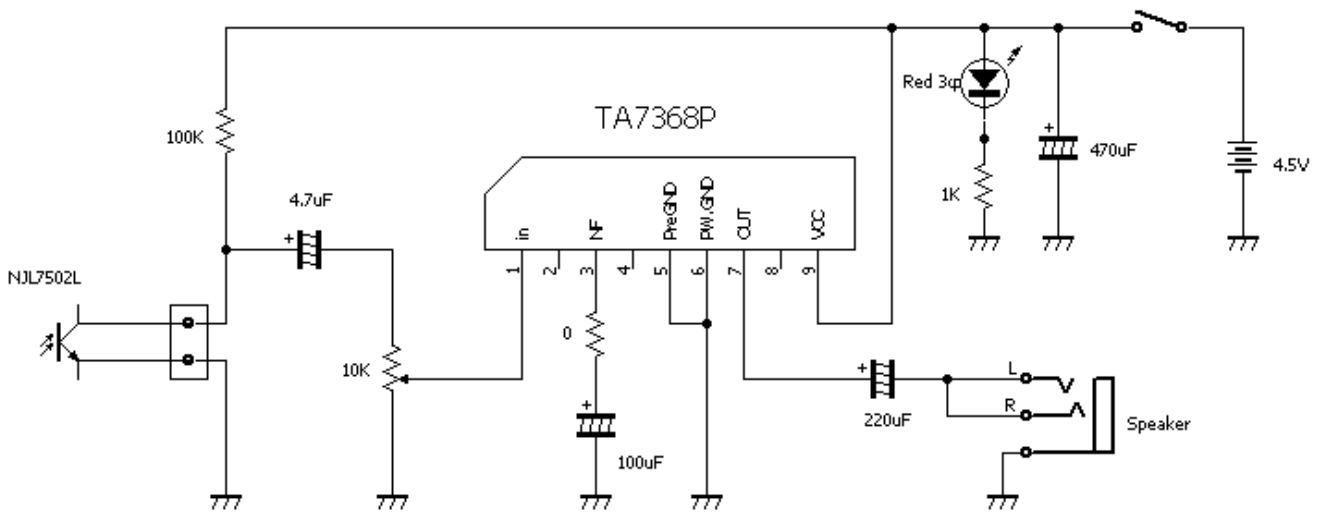 Red 3φ
TA7368P
100K
470uF
4.5V
1K
4.7uF
.in
NF
PreGND
PW.GND
OUT
VCC
1
2
3
4
5
6
7
8
9
NJL7502L
+
+
+
+
0
10K
L
R
220uF
Speaker
100uF